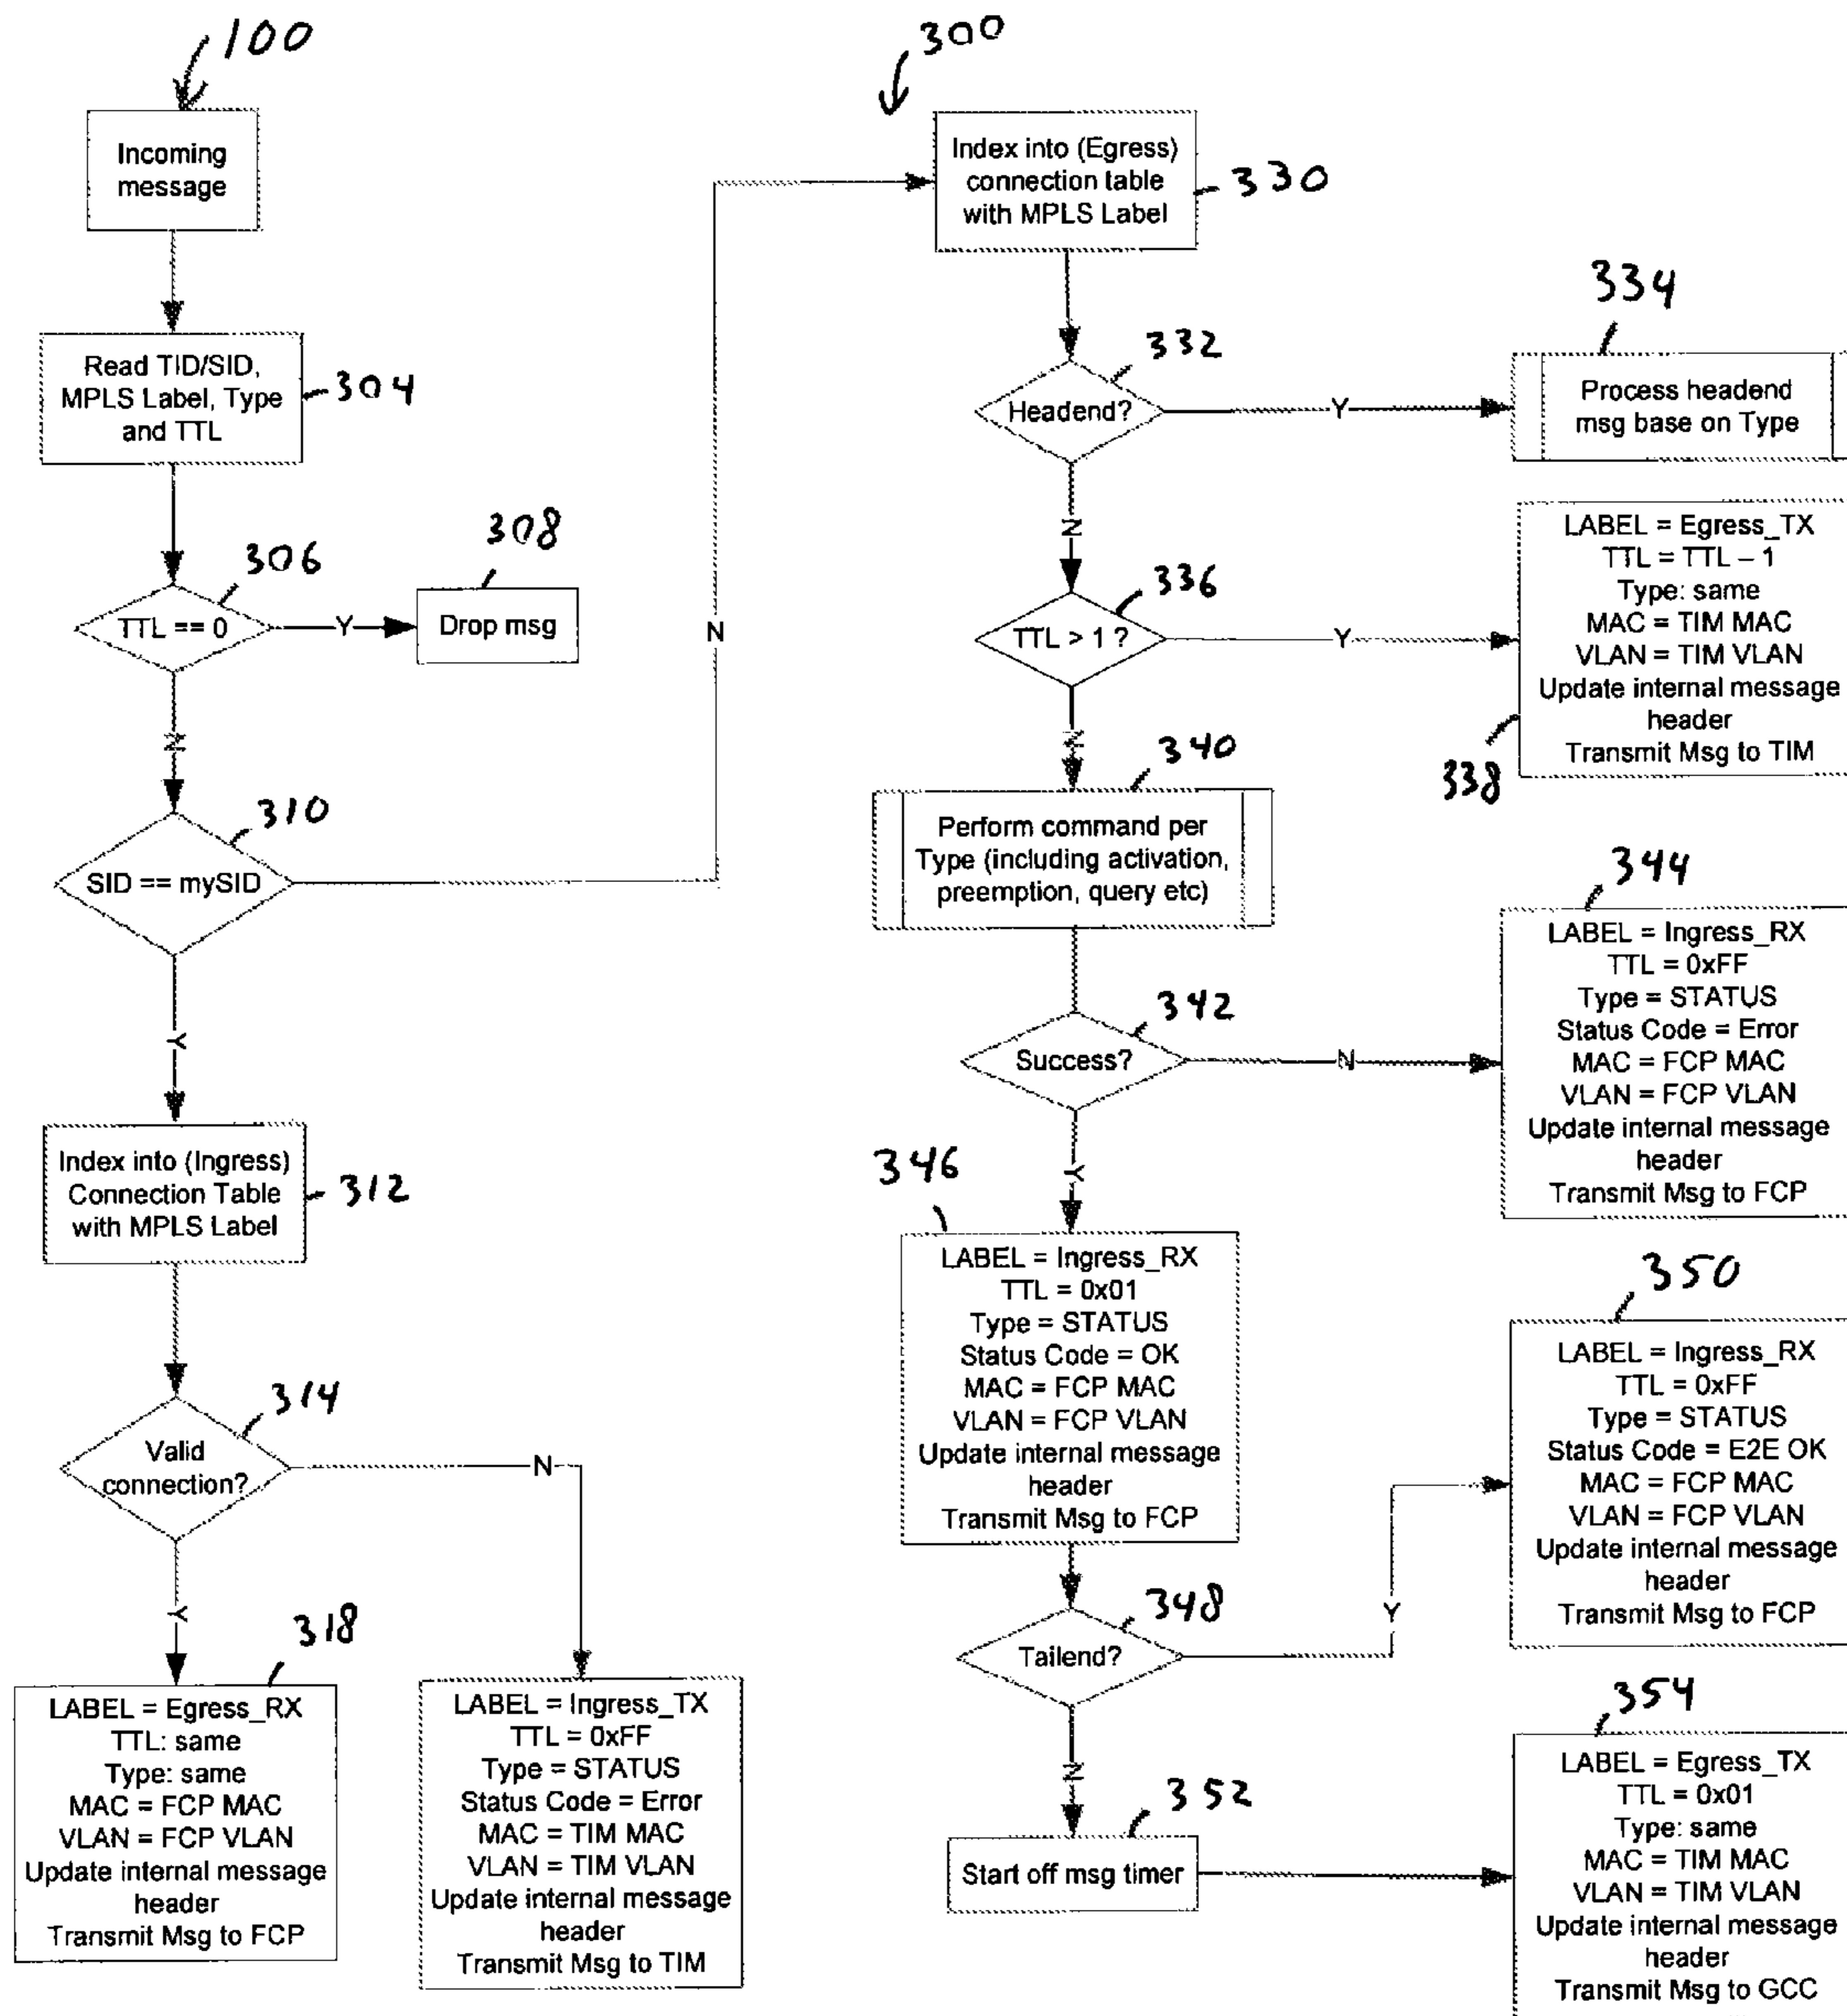 100
Incoming
message
Read TID/SID,
MPLS Label, Type
and TTL
304
306
TTL == 0
Y
308
Drop msg
N
310
SID == mySID
N
Y
Index into (Ingress)
Connection Table
with MPLS Label
312
314
Valid
connection?
N
Y
318
LABEL = Egress_RX
TTL: same
Type: same
MAC = FCP MAC
VLAN = FCP VLAN
Update internal message
header
Transmit Msg to FCP
LABEL = Ingress_TX
TTL = 0xFF
Type = STATUS
Status Code = Error
MAC = TIM MAC
VLAN = TIM VLAN
Update internal message
header
Transmit Msg to TIM
300
Index into (Egress)
connection table
with MPLS Label
330
332
Headend?
Y
334
Process headend
msg base on Type
N
336
TTL > 1 ?
Y
LABEL = Egress_TX
TTL = TTL – 1
Type: same
MAC = TIM MAC
VLAN = TIM VLAN
Update internal message
header
Transmit Msg to TIM
338
N
340
Perform command per
Type (including activation,
preemption, query etc)
342
Success?
N
344
LABEL = Ingress_RX
TTL = 0xFF
Type = STATUS
Status Code = Error
MAC = FCP MAC
VLAN = FCP VLAN
Update internal message
header
Transmit Msg to FCP
Y
346
LABEL = Ingress_RX
TTL = 0x01
Type = STATUS
Status Code = OK
MAC = FCP MAC
VLAN = FCP VLAN
Update internal message
header
Transmit Msg to FCP
348
Tailend?
Y
350
LABEL = Ingress_RX
TTL = 0xFF
Type = STATUS
Status Code = E2E OK
MAC = FCP MAC
VLAN = FCP VLAN
Update internal message
header
Transmit Msg to FCP
N
352
Start off msg timer
354
LABEL = Egress_TX
TTL = 0x01
Type: same
MAC = TIM MAC
VLAN = TIM VLAN
Update internal message
header
Transmit Msg to GCC